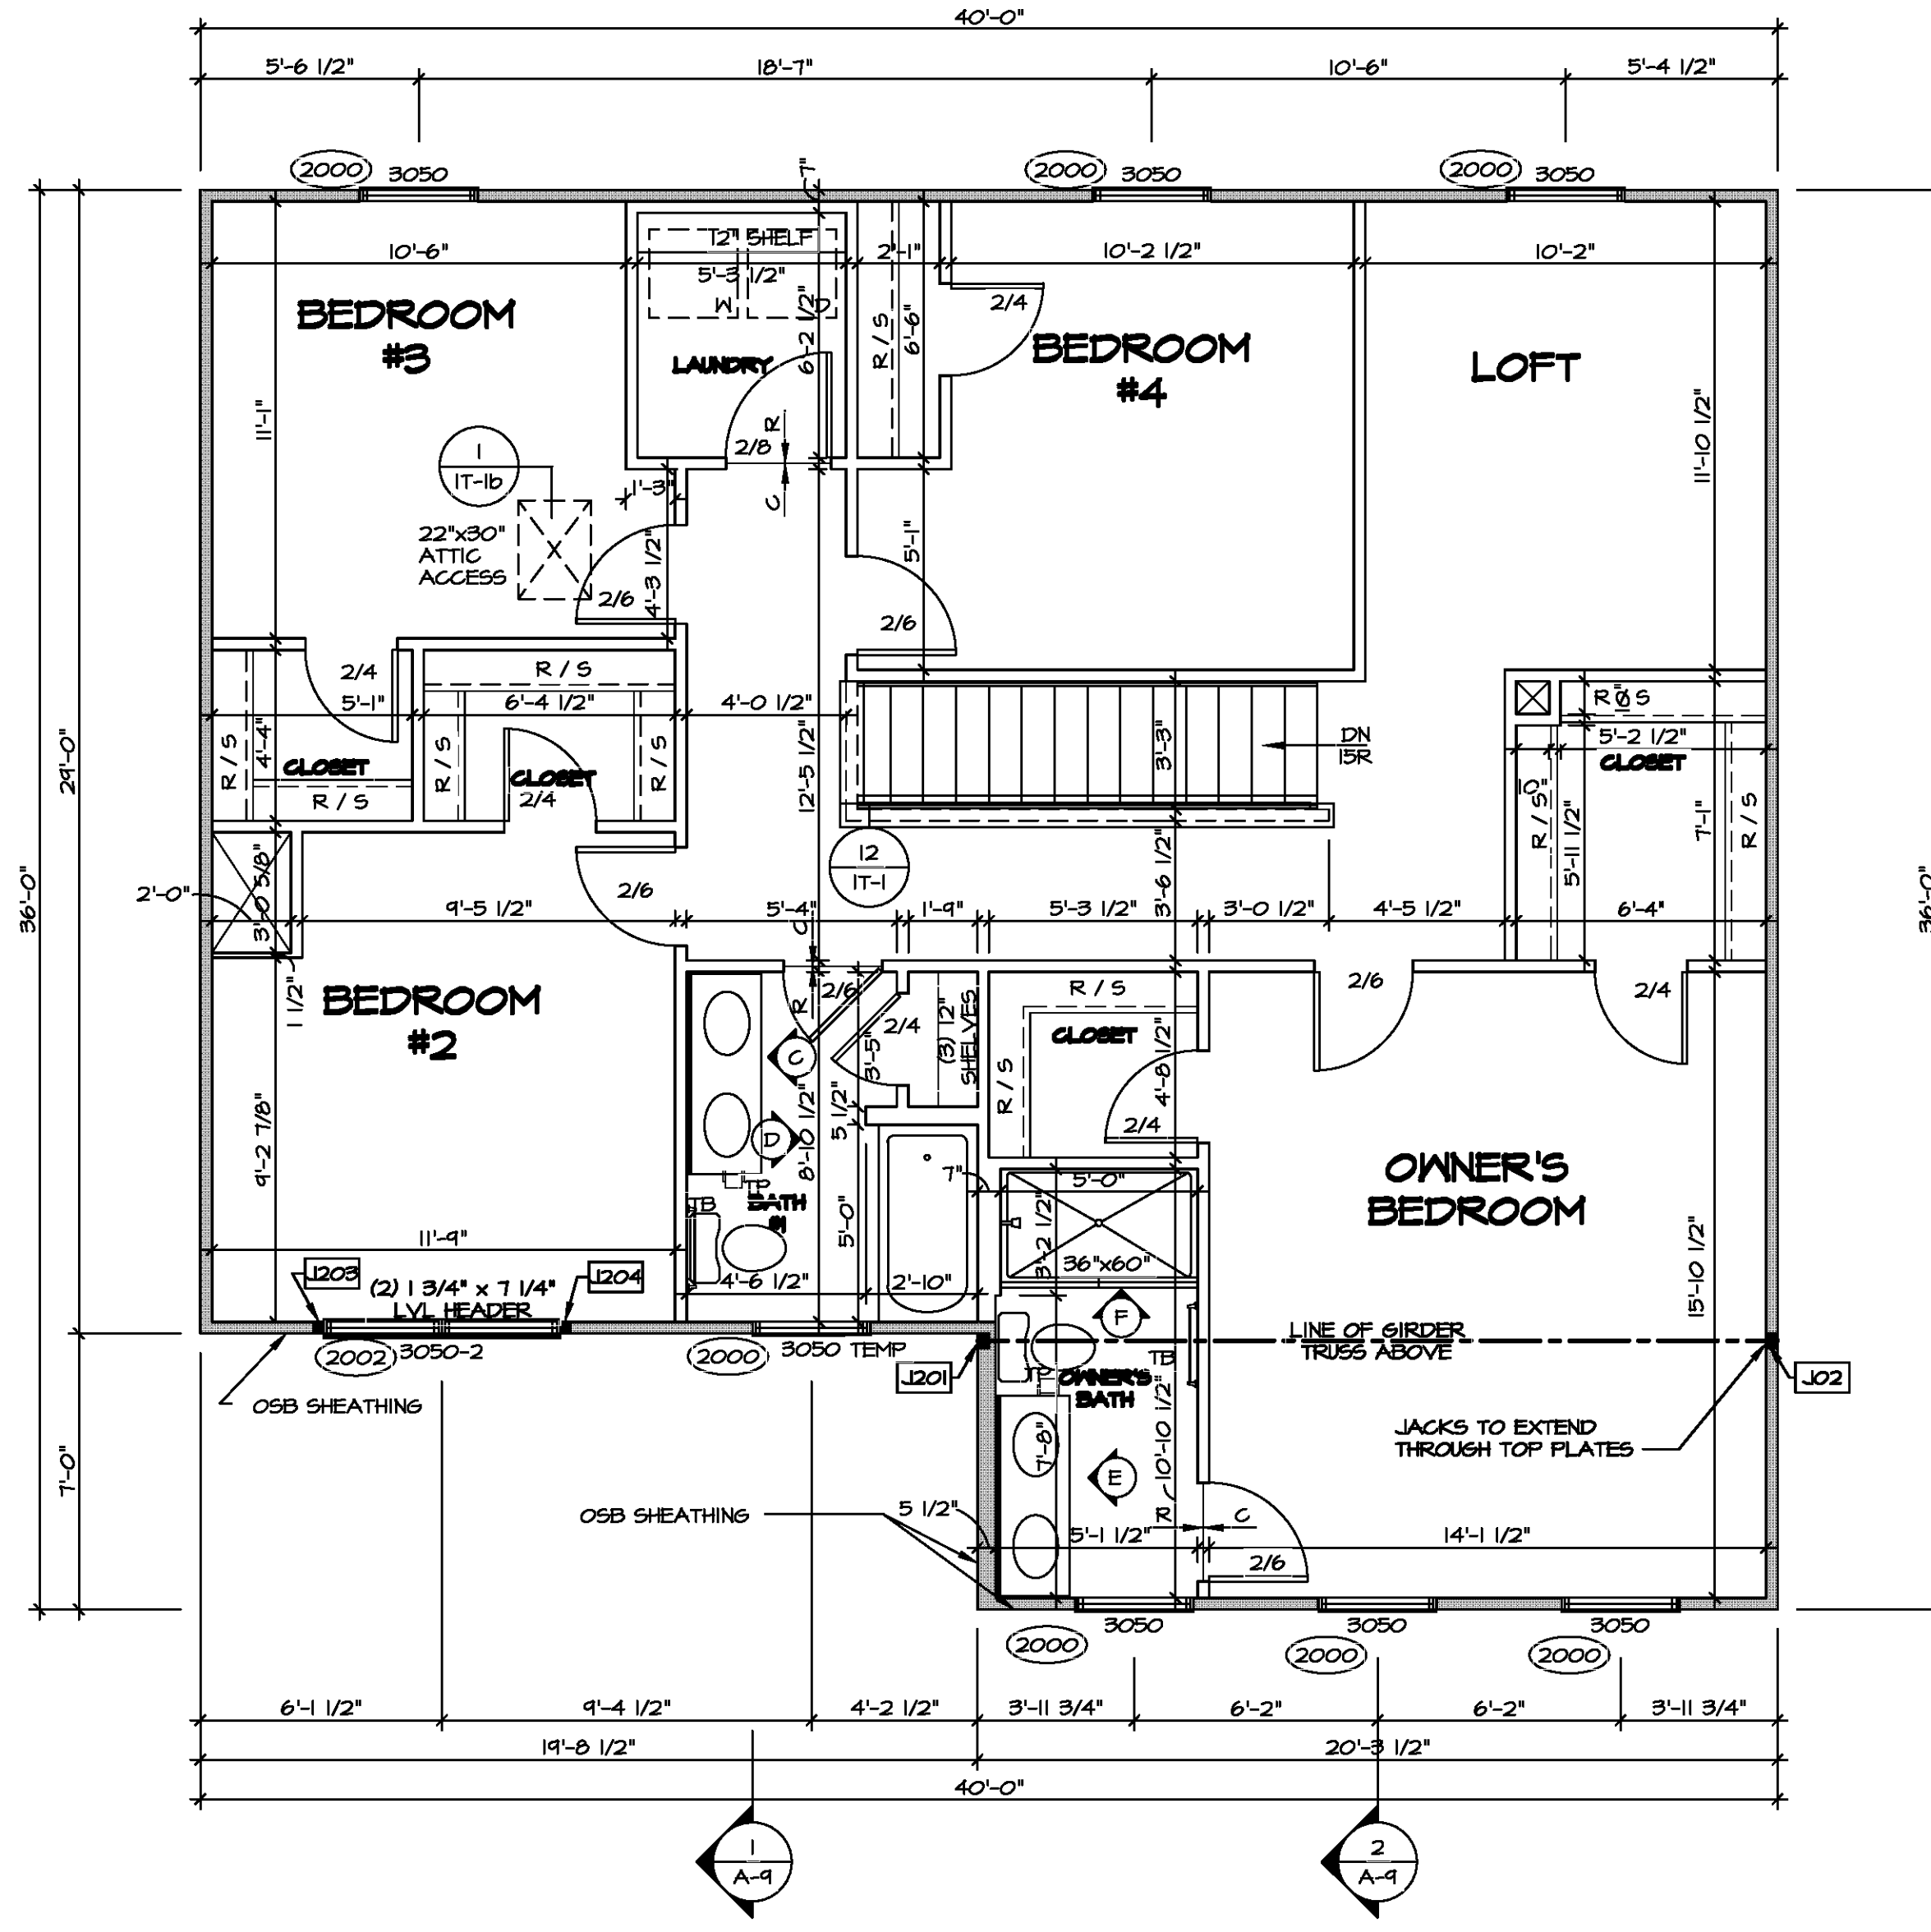 40'-0"
5'-6 1/2" 18'-7" 10'-6" 5'-4 1/2"
2000 3050 2000 3050 2000 3050
7"
12" SHELF
10'-6" 5'-3 1/2" 2'-1" 10'-2 1/2" 10'-2"
W D
2/4
BEDROOM
#3
LAUNDRY
6'-2 1/2"
R / S
6'-6"
BEDROOM
#4
LOFT
11'-1"
11'-10 1/2"
2/8
R
C
1
1T-1b
1'-3"
22"x30"
ATTIC
ACCESS
4'-3 1/2"
5'-1"
2/6
2/6
36'-0"
29'-0"
36'-0"
2/4
R / S
R / S
5'-1" 6'-4 1/2" 4'-0 1/2"
4'-4"
R / S
R / S
R / S
CLOSET
CLOSET
R / S
2/4
12'-5 1/2"
3'-3"
DN
15R
5'-2 1/2"
CLOSET
10"
R / S
5'-11 1/2"
7'-1"
R / S
12
1T-1
2'-0"
3'-0 5/8"
2/6
3'-6 1/2"
9'-5 1/2" 5'-4" 1'-9" 5'-3 1/2" 3'-0 1/2" 4'-5 1/2" 6'-4"
C
R
2/6
2/6
2/4
1 1/2"
BEDROOM
#2
2/4
(3) 12"
SHELVES
R / S
CLOSET
R / S
4'-8 1/2"
2/4
C
3'-5"
D
5 1/2"
8'-10 1/2"
9'-2 7/8"
OWNER'S
BEDROOM
TP
TB
BATH
#1
5'-0"
7"
5'-0"
3'-2 1/2"
36"x60"
15'-10 1/2"
11'-9"
J203
J204
(2) 1 3/4" x 7 1/4"
LVL HEADER
4'-6 1/2" 2'-10"
F
LINE OF GIRDER
TRUSS ABOVE
2002 3050-2 2000 3050 TEMP
J201
J02
TB
TP
OWNER'S
BATH
OSB SHEATHING
JACKS TO EXTEND
THROUGH TOP PLATES
7'-0"
7'-8"
10'-10 1/2"
E
OSB SHEATHING
5 1/2"
R C
5'-1 1/2" 14'-1 1/2"
2/6
3050 3050 3050
2000 2000 2000
6'-1 1/2" 9'-4 1/2" 4'-2 1/2" 3'-11 3/4" 6'-2" 6'-2" 3'-11 3/4"
19'-8 1/2" 20'-3 1/2"
40'-0"
1
A-9
2
A-9